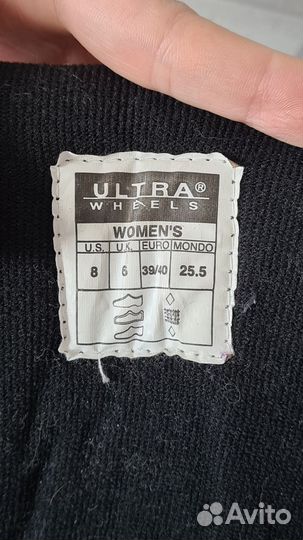 ULTRA®
WHEELS
WOMEN'S
U.S. U.K. EURO MONDO
8 6 39/40 25.5
Avito